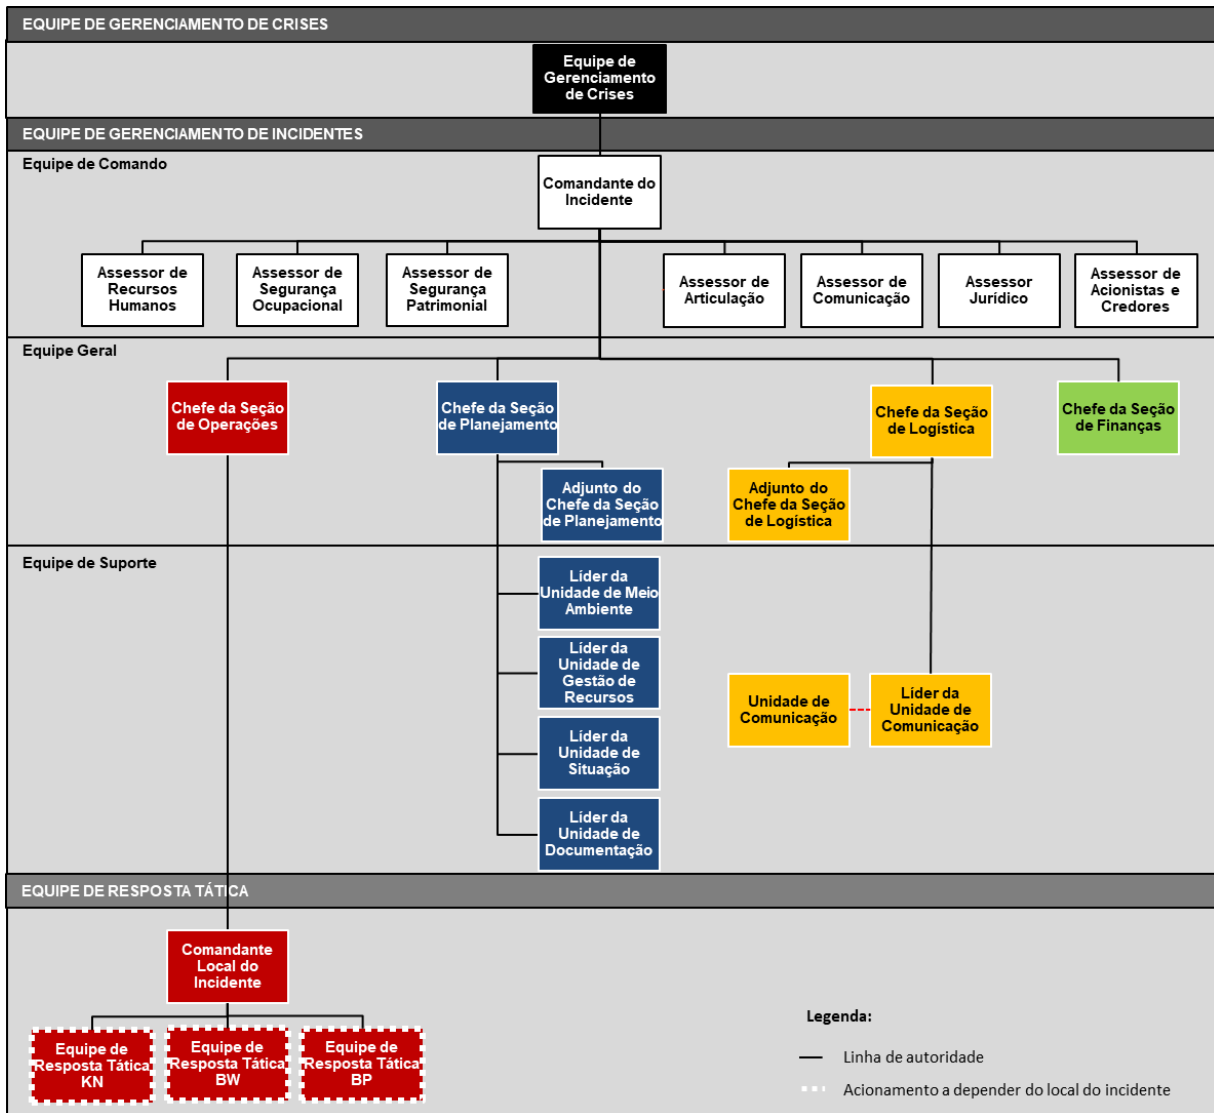 EQUIPE DE GERENCIAMENTO DE CRISES
Equipe de
Gerenciamento
de Crises
EQUIPE DE GERENCIAMENTO DE INCIDENTES
Equipe de Comando
Comandante do
Incidente
Assessor de
Recursos
Humanos
Assessor de
Segurança
Ocupacional
Assessor de
Segurança
Patrimonial
Assessor de
Articulação
Assessor de
Comunicação
Assessor
Jurídico
Assessor de
Acionistas e
Credores
Equipe Geral
Chefe da Seção
de Operações
Chefe da Seção
de Planejamento
Chefe da Seção
de Logística
Chefe da Seção
de Finanças
Adjunto do
Chefe da Seção
de Planejamento
Adjunto do
Chefe da Seção
de Logística
Equipe de Suporte
Líder da
Unidade de Meio
Ambiente
Líder da
Unidade de
Gestão de
Recursos
Unidade de
Comunicação
Líder da
Unidade de
Comunicação
Líder da
Unidade de
Situação
Líder da
Unidade de
Documentação
EQUIPE DE RESPOSTA TÁTICA
Comandante
Local do
Incidente
Equipe de
Resposta Tática
KN
Equipe de
Resposta Tática
BW
Equipe de
Resposta Tática
BP
Legenda:
Linha de autoridade
Acionamento a depender do local do incidente